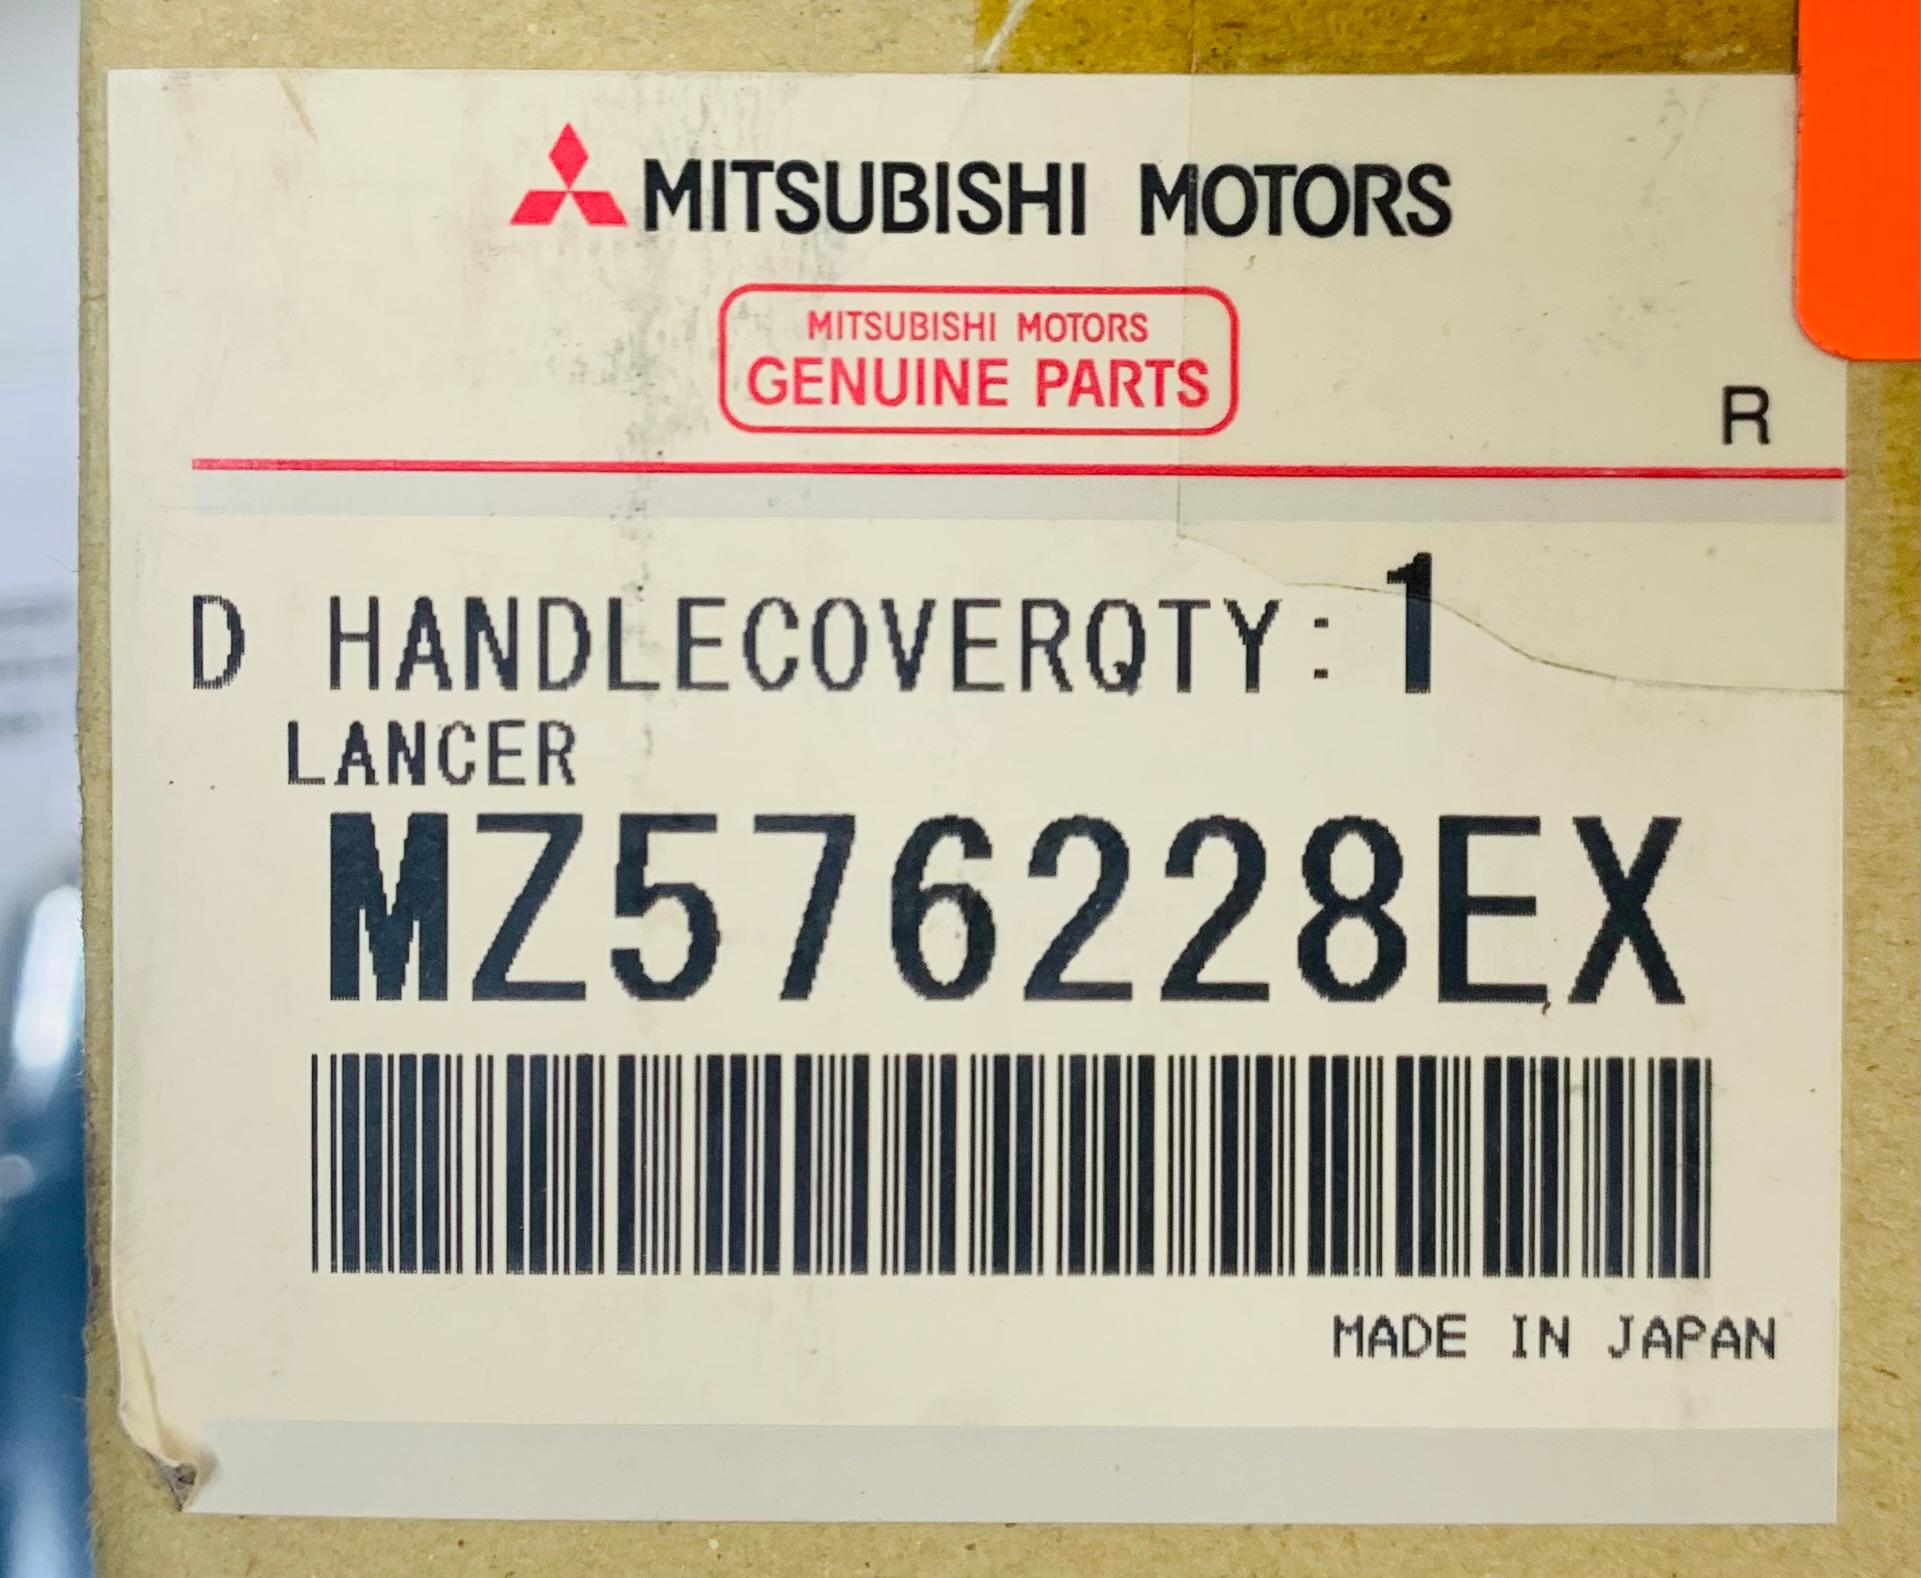 MITSUBISHI MOTORS
MITSUBISHI MOTORS
GENUINE PARTS
R
D HANDLECOVERQTY:1
LANCER
MZ576228EX
MADE IN JAPAN